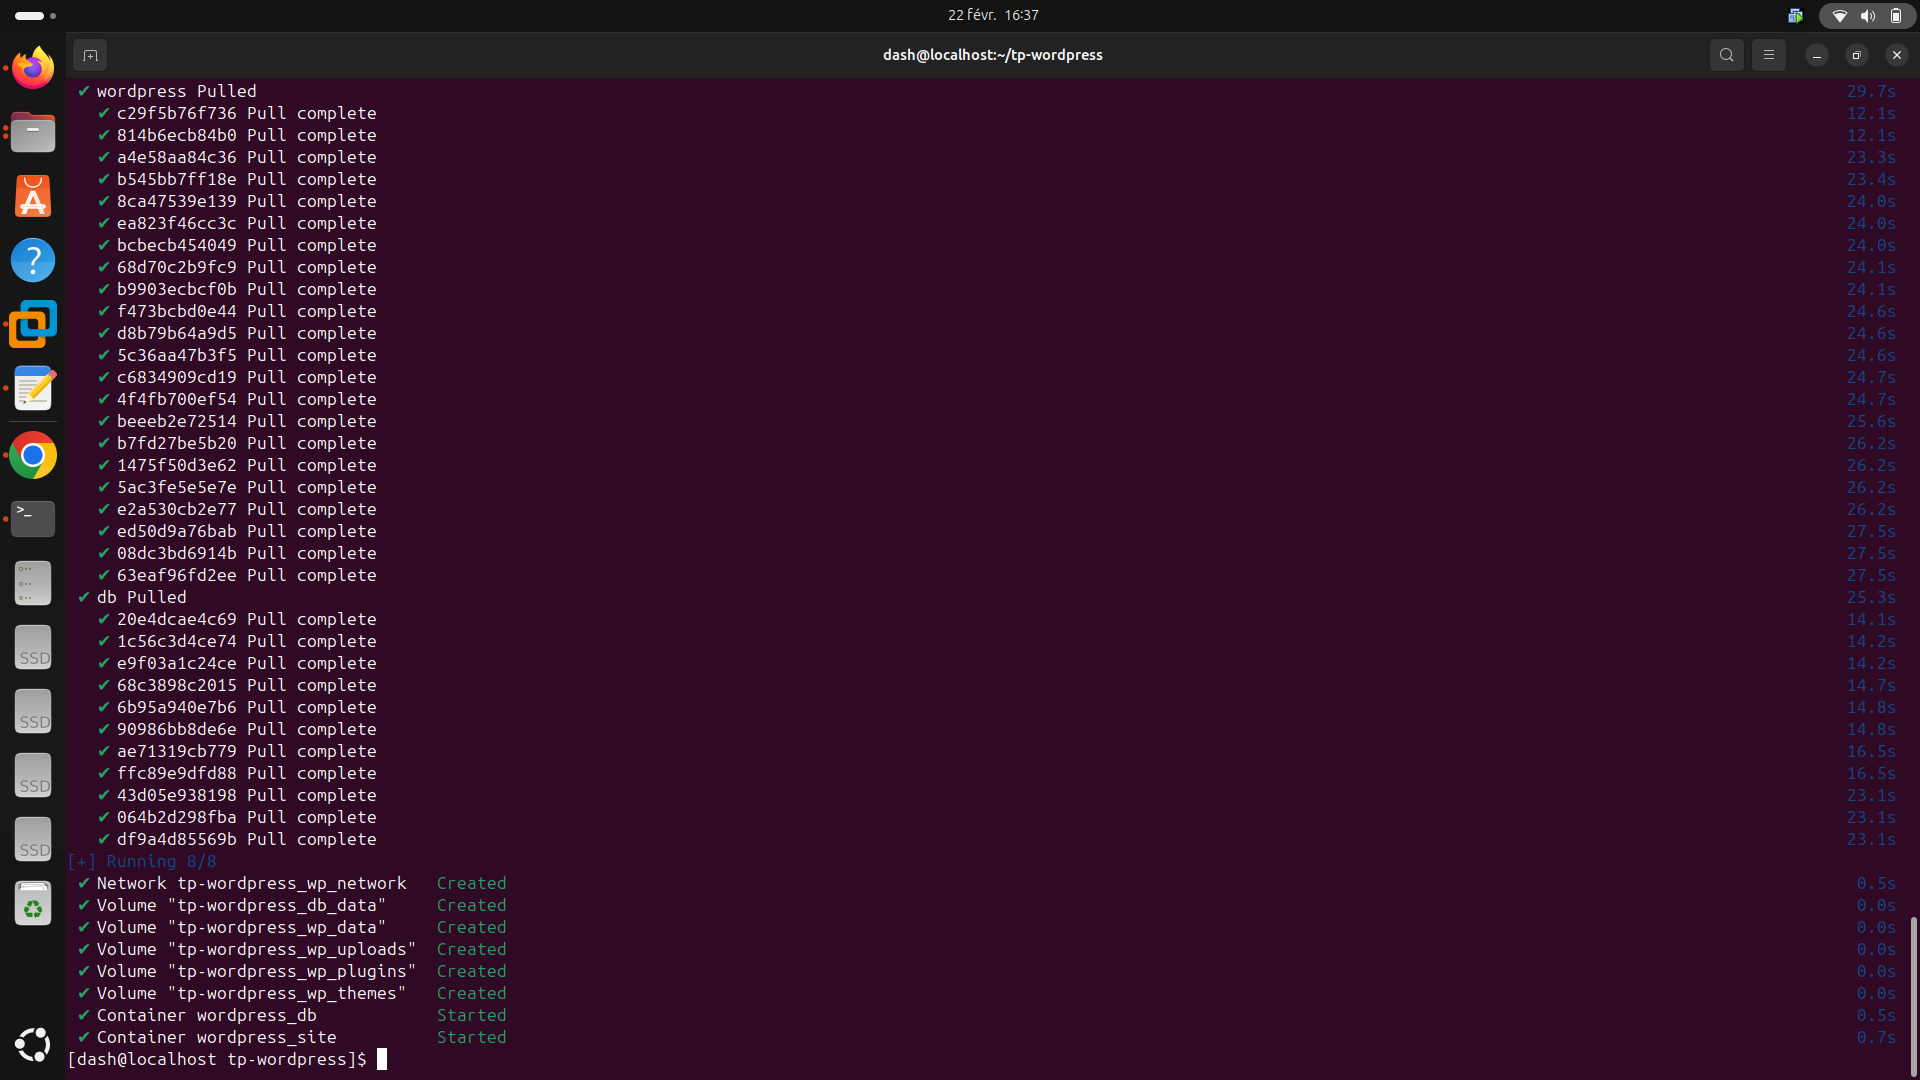 22 févr. 16:37
dash@localhost:~/tp-wordpress
✔ wordpress Pulled 29.7s
✔ c29f5b76f736 Pull complete 12.1s
✔ 814b6ecb84b0 Pull complete 12.1s
✔ a4e58aa84c36 Pull complete 23.3s
✔ b545bb7ff18e Pull complete 23.4s
✔ 8ca47539e139 Pull complete 24.0s
✔ ea823f46cc3c Pull complete 24.0s
✔ bcbecb454049 Pull complete 24.0s
✔ 68d70c2b9fc9 Pull complete 24.1s
✔ b9903ecbcf0b Pull complete 24.1s
✔ f473bcbd0e44 Pull complete 24.6s
✔ d8b79b64a9d5 Pull complete 24.6s
✔ 5c36aa47b3f5 Pull complete 24.6s
✔ c6834909cd19 Pull complete 24.7s
✔ 4f4fb700ef54 Pull complete 24.7s
✔ beeeb2e72514 Pull complete 25.6s
✔ b7fd27be5b20 Pull complete 26.2s
✔ 1475f50d3e62 Pull complete 26.2s
✔ 5ac3fe5e5e7e Pull complete 26.2s
✔ e2a530cb2e77 Pull complete 26.2s
✔ ed50d9a76bab Pull complete 27.5s
✔ 08dc3bd6914b Pull complete 27.5s
✔ 63eaf96fd2ee Pull complete 27.5s
✔ db Pulled 25.3s
✔ 20e4dcae4c69 Pull complete 14.1s
✔ 1c56c3d4ce74 Pull complete 14.2s
✔ e9f03a1c24ce Pull complete 14.2s
✔ 68c3898c2015 Pull complete 14.7s
✔ 6b95a940e7b6 Pull complete 14.8s
✔ 90986bb8de6e Pull complete 14.8s
✔ ae71319cb779 Pull complete 16.5s
✔ ffc89e9dfd88 Pull complete 16.5s
✔ 43d05e938198 Pull complete 23.1s
✔ 064b2d298fba Pull complete 23.1s
✔ df9a4d85569b Pull complete 23.1s
[+] Running 8/8
✔ Network tp-wordpress_wp_network Created 0.5s
✔ Volume "tp-wordpress_db_data" Created 0.0s
✔ Volume "tp-wordpress_wp_data" Created 0.0s
✔ Volume "tp-wordpress_wp_uploads" Created 0.0s
✔ Volume "tp-wordpress_wp_plugins" Created 0.0s
✔ Volume "tp-wordpress_wp_themes" Created 0.0s
✔ Container wordpress_db Started 0.5s
✔ Container wordpress_site Started 0.7s
[dash@localhost tp-wordpress]$
SSD
SSD
SSD
SSD